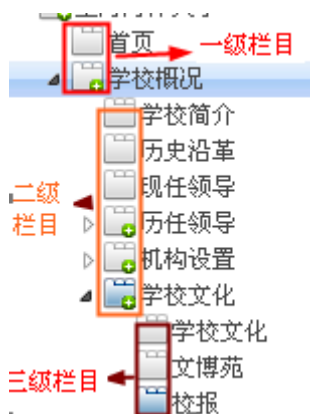 首页
一级栏目
学校概况
学校简介
历史沿革
现任领导
二级
栏目
历任领导
机构设置
学校文化
学校文化
文博苑
三级栏目
校报